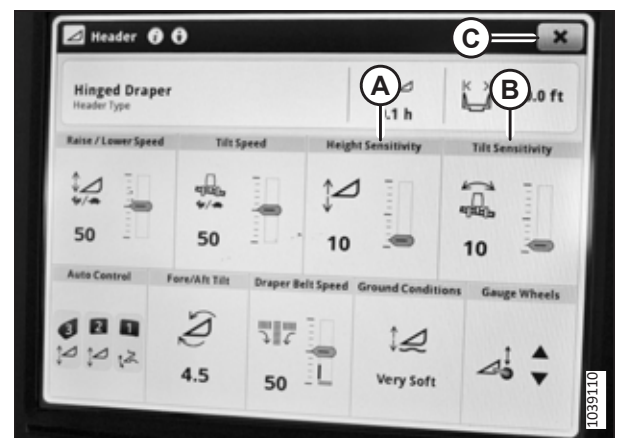 Header
C
A
B
Hinged Draper
Header Type
.1 h
.0 ft
Raise / Lower Speed
Tilt Speed
Height Sensitivity
Tilt Sensitivity
50
50
10
10
Auto Control
Fore/Aft Tilt
Draper Belt Speed
Ground Conditions
Gauge Wheels
3 2 1
4.5
50
Very Soft
1039110